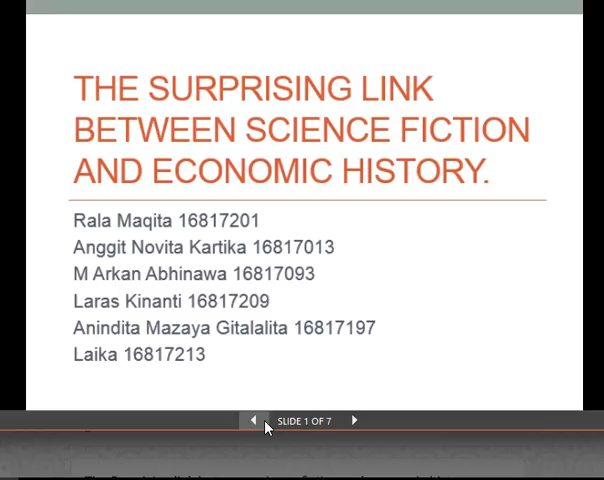 THE SURPRISING LINK
BETWEEN SCIENCE FICTION
AND ECONOMIC HISTORY.
Rala Maqita 16817201
Anggit Novita Kartika 16817013
M Arkan Abhinawa 16817093
Laras Kinanti 16817209
Anindita Mazaya Gitalalita 16817197
Laika 16817213
SLIDE 1 OF 7